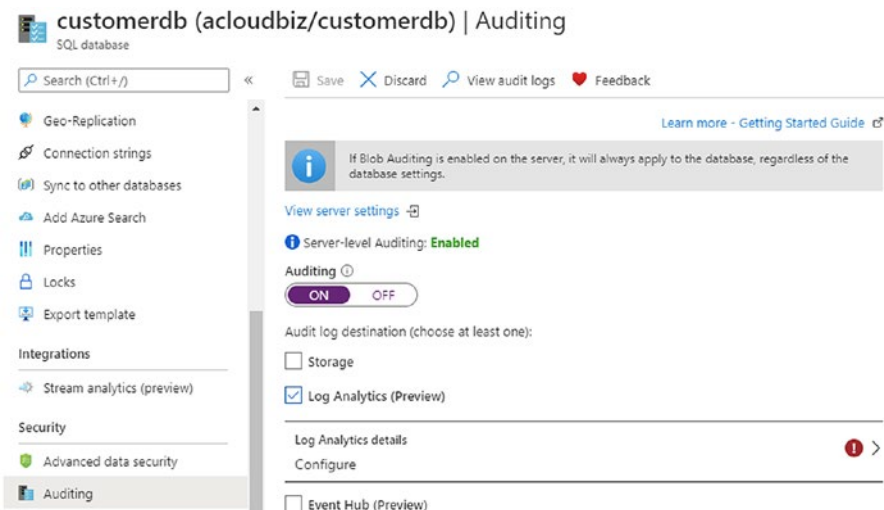 customerdb (acloudbiz/customerdb) | Auditing
SQL database
Search (Ctrl+/)
«
Geo-Replication
Connection strings
Sync to other databases
Add Azure Search
Properties
Locks
Export template
Integrations
Stream analytics (preview)
Security
Advanced data security
Auditing
Save
Discard
View audit logs
Feedback
Learn more - Getting Started Guide
If Blob Auditing is enabled on the server, it will always apply to the database, regardless of the
database settings.
View server settings
Server-level Auditing: Enabled
Auditing
ON OFF
Audit log destination (choose at least one):
Storage
Log Analytics (Preview)
Log Analytics details
Configure
Event Hub (Preview)